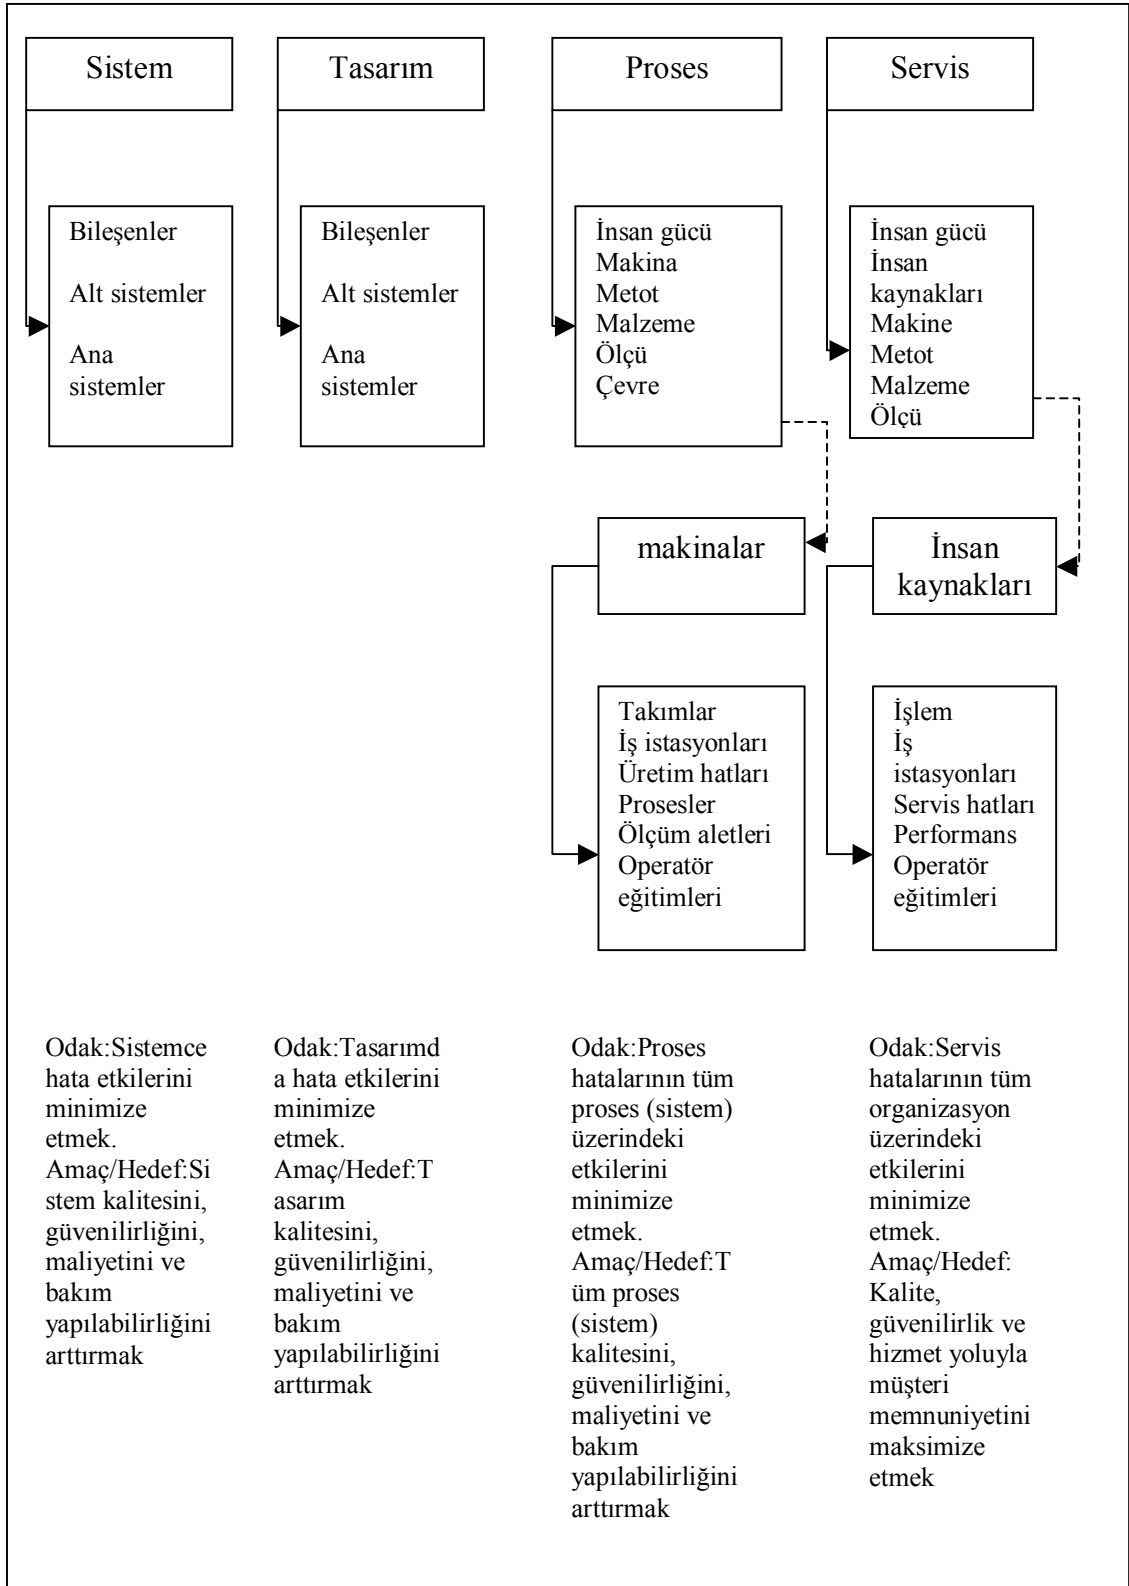 Sistem
Tasarım
Proses
Servis
Bileşenler
Alt sistemler
Ana
sistemler
Bileşenler
Alt sistemler
Ana
sistemler
İnsan gücü
Makina
Metot
Malzeme
Ölçü
Çevre
İnsan gücü
İnsan
kaynakları
Makine
Metot
Malzeme
Ölçü
makinalar
İnsan
kaynakları
Takımlar
İş istasyonları
Üretim hatları
Prosesler
Ölçüm aletleri
Operatör
eğitimleri
İşlem
İş
istasyonları
Servis hatları
Performans
Operatör
eğitimleri
Odak:Sistemce
hata etkilerini
minimize
etmek.
Amaç/Hedef:Si
stem kalitesini,
güvenilirliğini,
maliyetini ve
bakım
yapılabilirliğini
arttırmak
Odak:Tasarımd
a hata etkilerini
minimize
etmek.
Amaç/Hedef:T
asarım
kalitesini,
güvenilirliğini,
maliyetini ve
bakım
yapılabilirliğini
arttırmak
Odak:Proses
hatalarının tüm
proses (sistem)
üzerindeki
etkilerini
minimize
etmek.
Amaç/Hedef:T
üm proses
(sistem)
kalitesini,
güvenilirliğini,
maliyetini ve
bakım
yapılabilirliğini
arttırmak
Odak:Servis
hatalarının tüm
organizasyon
üzerindeki
etkilerini
minimize
etmek.
Amaç/Hedef:
Kalite,
güvenilirlik ve
hizmet yoluyla
müşteri
memnuniyetini
maksimize
etmek